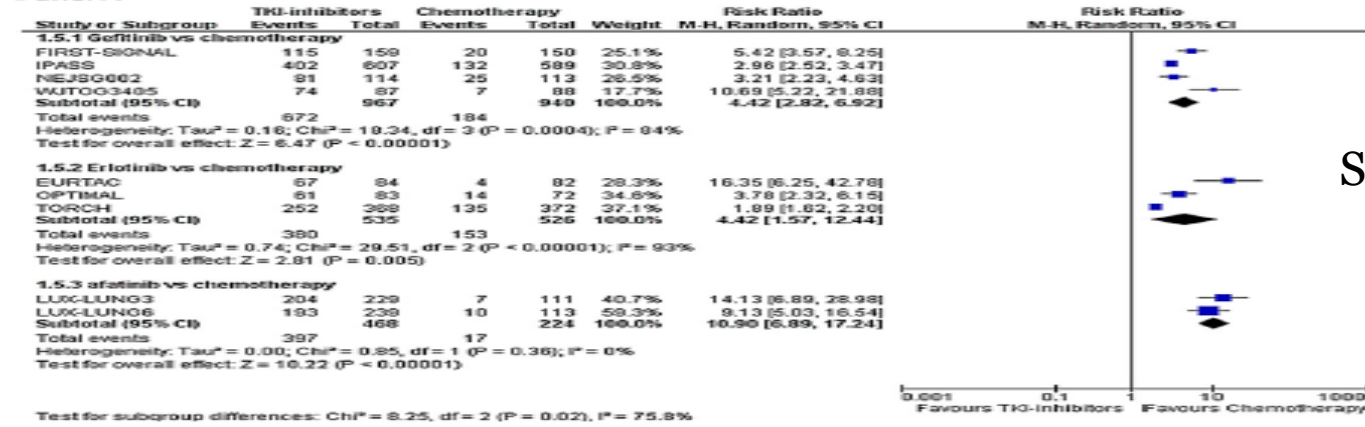 TKI-inhibitors Chemotherapy Risk Ratio Risk Ratio
Study or Subgroup Events Total Events Total Weight M-H, Random, 95% CI M-H, Random, 95% CI
1.5.1 Gefitinib vs chemotherapy
FIRST-SIGNAL 115 159 20 150 25.1% 5.42 [3.57, 8.25]
IPASS 402 607 132 589 30.8% 2.96 [2.52, 3.47]
NEJSG002 81 114 25 113 26.5% 3.21 [2.23, 4.63]
WJTOG3405 74 87 7 88 17.7% 10.69 [5.22, 21.88]
Subtotal (95% CI) 967 940 100.0% 4.42 [2.82, 6.92]
Total events 672 184
Heterogeneity: Tau² = 0.16; Chi² = 18.34, df = 3 (P = 0.0004); I² = 84%
Test for overall effect: Z = 6.47 (P < 0.00001)
1.5.2 Erlotinib vs chemotherapy
EURTAC 67 84 4 82 28.3% 16.35 [6.25, 42.78]
OPTIMAL 61 83 14 72 34.6% 3.78 [2.32, 6.15]
TORCH 252 368 135 372 37.1% 1.89 [1.62, 2.20]
Subtotal (95% CI) 535 526 100.0% 4.42 [1.57, 12.44]
Total events 380 153
Heterogeneity: Tau² = 0.74; Chi² = 29.51, df = 2 (P < 0.00001); I² = 93%
Test for overall effect: Z = 2.81 (P = 0.005)
S
1.5.3 afatinib vs chemotherapy
LUX-LUNG3 204 229 7 111 40.7% 14.13 [6.89, 28.98]
LUX-LUNG6 193 239 10 113 59.3% 9.13 [5.03, 16.54]
Subtotal (95% CI) 468 224 100.0% 10.90 [6.89, 17.24]
Total events 397 17
Heterogeneity: Tau² = 0.00; Chi² = 0.85, df = 1 (P = 0.36); I² = 0%
Test for overall effect: Z = 10.22 (P < 0.00001)
0.001 0.1 1 10 1000
Favours TKI-inhibitors Favours Chemotherapy
Test for subgroup differences: Chi² = 8.25, df = 2 (P = 0.02), I² = 75.8%